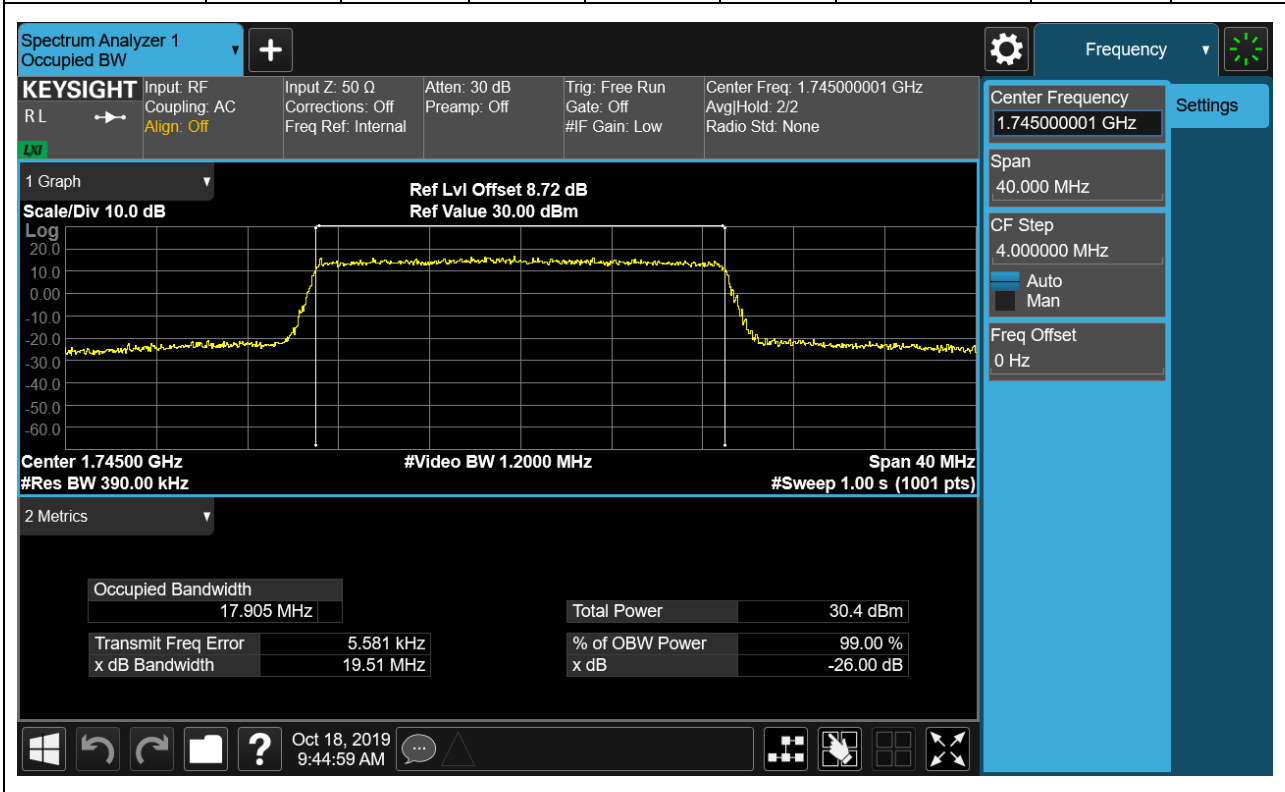 Spectrum Analyzer 1
Occupied BW
Frequency
KEYSIGHT
R L
LXI
Input: RF
Coupling: AC
Align: Off
Input Z: 50 Ω
Corrections: Off
Freq Ref: Internal
Atten: 30 dB
Preamp: Off
Trig: Free Run
Gate: Off
#IF Gain: Low
Center Freq: 1.745000001 GHz
Avg|Hold: 2/2
Radio Std: None
Center Frequency
1.745000001 GHz
Settings
Span
40.000 MHz
CF Step
4.000000 MHz
Auto
Man
Freq Offset
0 Hz
1 Graph
Scale/Div 10.0 dB
Ref Lvl Offset 8.72 dB
Ref Value 30.00 dBm
Log
20.0
10.0
0.00
-10.0
-20.0
-30.0
-40.0
-50.0
-60.0
Center 1.74500 GHz
#Video BW 1.2000 MHz
Span 40 MHz
#Res BW 390.00 kHz
#Sweep 1.00 s (1001 pts)
2 Metrics
Occupied Bandwidth
17.905 MHz
Total Power 30.4 dBm
Transmit Freq Error 5.581 kHz
% of OBW Power 99.00 %
x dB Bandwidth 19.51 MHz
x dB -26.00 dB
?
Oct 18, 2019
9:44:59 AM